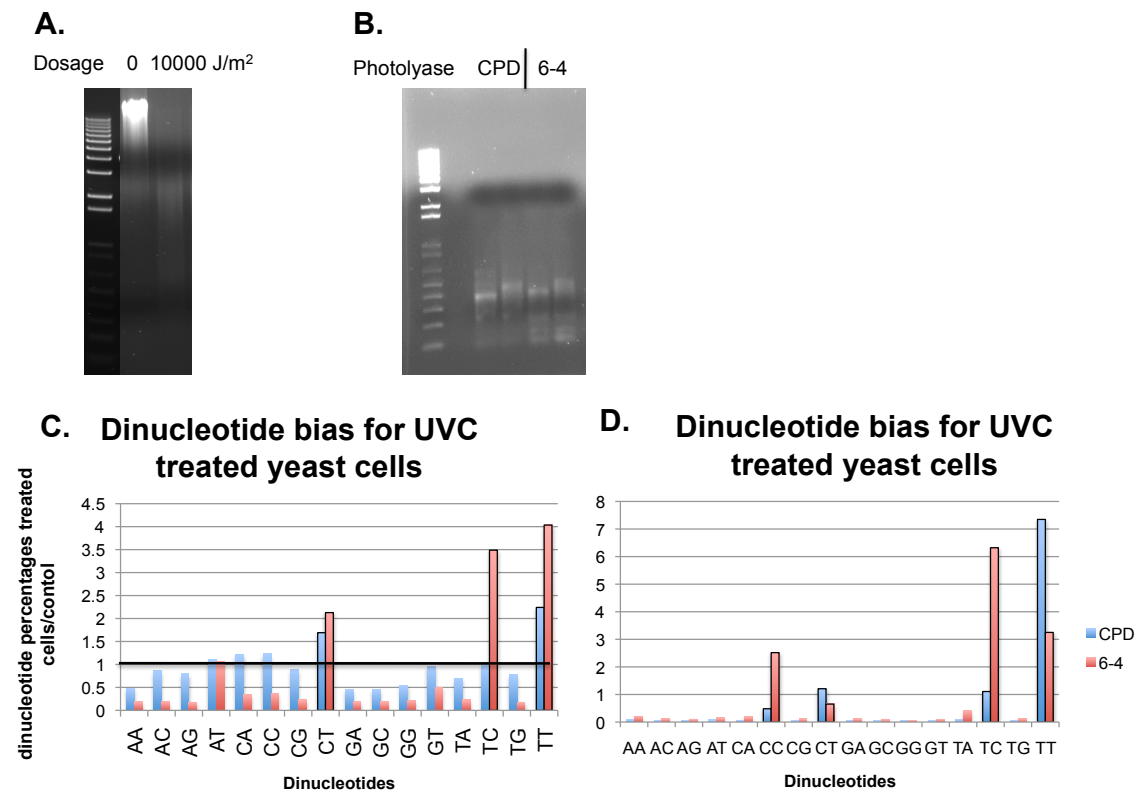 A.
Dosage 0 10000 J/m²
B.
Photolyase CPD 6-4
C.
Dinucleotide bias for UVC
treated yeast cells
dinucleotide percentages treated
cells/contol
4.5
4
3.5
3
2.5
2
1.5
1
0.5
0
AA AC AG AT CA CC CG CT GA GC GG GT TA TC TG TT
Dinucleotides
D.
Dinucleotide bias for UVC
treated yeast cells
8
7
6
5
4
3
2
1
0
AA AC AG AT CA CC CG CT GA GC GG GT TA TC TG TT
Dinucleotides
CPD
6-4